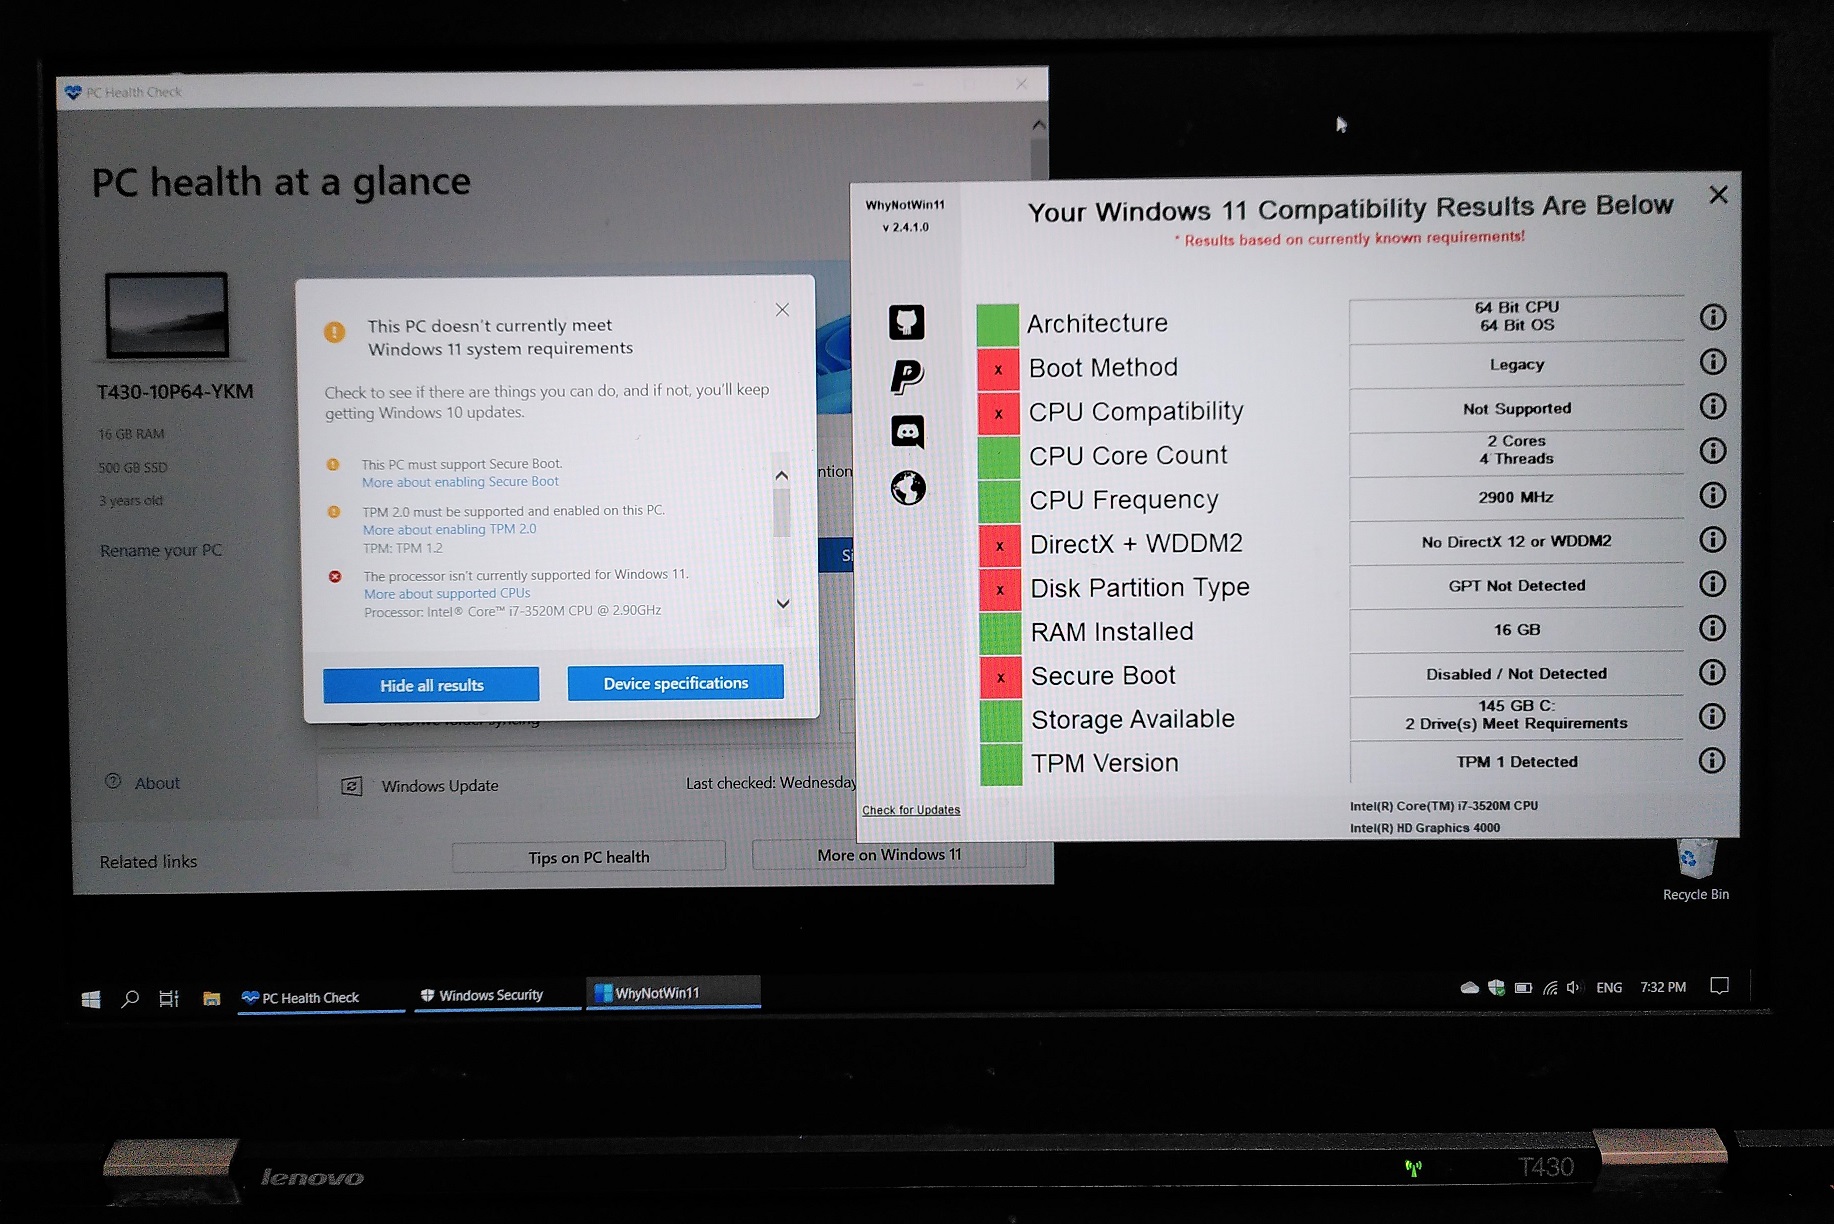 PC Health Check
PC health at a glance
T430-10P64-YKM
16 GB RAM
500 GB SSD
3 years old
Rename your PC
About
Related links
This PC doesn't currently meet
Windows 11 system requirements
Check to see if there are things you can do, and if not, you'll keep
getting Windows 10 updates.
This PC must support Secure Boot.
More about enabling Secure Boot
TPM 2.0 must be supported and enabled on this PC.
More about enabling TPM 2.0
TPM: TPM 1.2
The processor isn't currently supported for Windows 11.
More about supported CPUs
Processor: Intel® Core™ i7-3520M CPU @ 2.90GHz
Hide all results
Device specifications
ntion
Si
OneDrive folder syncing
Windows Update
Last checked: Wednesday
Tips on PC health
More on Windows 11
WhyNotWin11
v 2.4.1.0
Check for Updates
Your Windows 11 Compatibility Results Are Below
* Results based on currently known requirements!
Architecture
64 Bit CPU
64 Bit OS
x Boot Method
Legacy
x CPU Compatibility
Not Supported
CPU Core Count
2 Cores
4 Threads
CPU Frequency
2900 MHz
x DirectX + WDDM2
No DirectX 12 or WDDM2
x Disk Partition Type
GPT Not Detected
RAM Installed
16 GB
x Secure Boot
Disabled / Not Detected
Storage Available
145 GB C:
2 Drive(s) Meet Requirements
TPM Version
TPM 1 Detected
Intel(R) Core(TM) i7-3520M CPU
Intel(R) HD Graphics 4000
Recycle Bin
PC Health Check
Windows Security
WhyNotWin11
ENG
7:32 PM
lenovo
T430